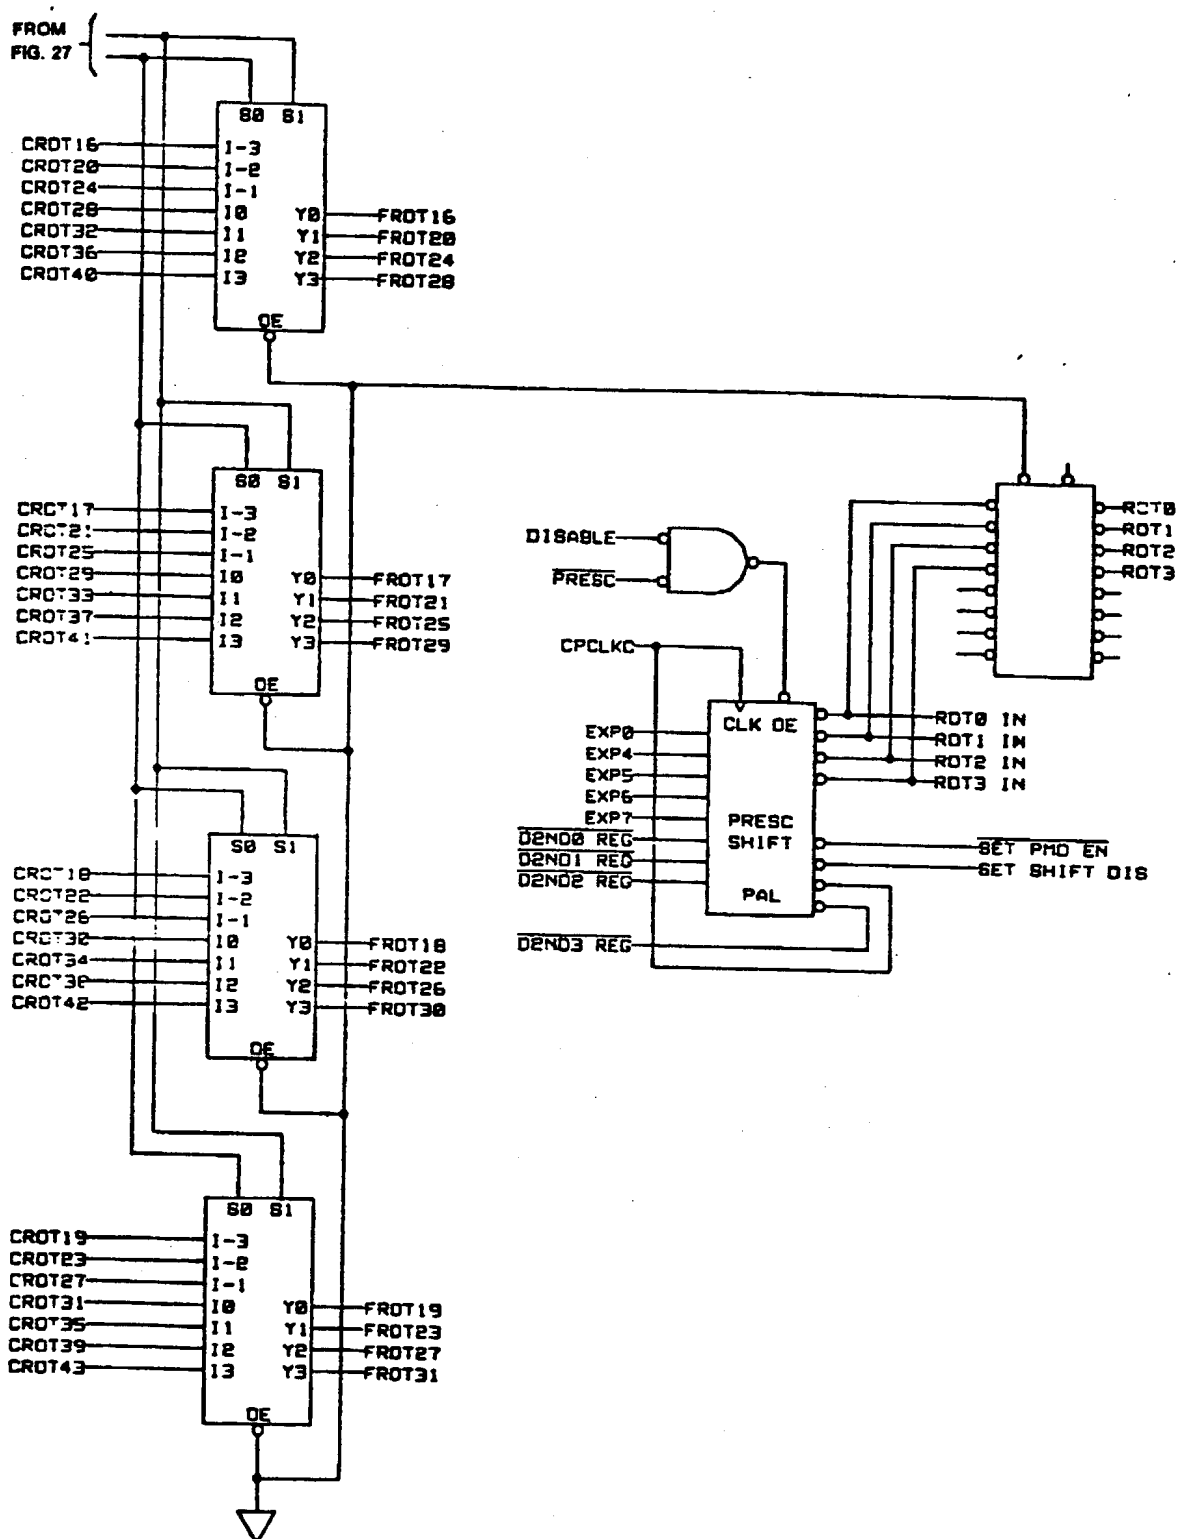 FROM
FIG. 27
S0 S1
CROT16 I-3
CROT20 I-2
CROT24 I-1
CROT28 I0 Y0 FROT16
CROT32 I1 Y1 FROT20
CROT36 I2 Y2 FROT24
CROT40 I3 Y3 FROT28
OE
S0 S1
CROT17 I-3
CROT21 I-2
CROT25 I-1
CROT29 I0 Y0 FROT17
CROT33 I1 Y1 FROT21
CROT37 I2 Y2 FROT25
CROT41 I3 Y3 FROT29
OE
S0 S1
CROT18 I-3
CROT22 I-2
CROT26 I-1
CROT30 I0 Y0 FROT18
CROT34 I1 Y1 FROT22
CROT38 I2 Y2 FROT26
CROT42 I3 Y3 FROT30
OE
S0 S1
CROT19 I-3
CROT23 I-2
CROT27 I-1
CROT31 I0 Y0 FROT19
CROT35 I1 Y1 FROT23
CROT39 I2 Y2 FROT27
CROT43 I3 Y3 FROT31
OE
ROT0
ROT1
ROT2
ROT3
DISABLE
PRESC
CPCLKC
CLK OE
EXP0
EXP4
EXP5
EXP6
EXP7
D2ND0 REG
D2ND1 REG
D2ND2 REG
D2ND3 REG
PRESC
SHIFT
PAL
ROT0 IN
ROT1 IN
ROT2 IN
ROT3 IN
SET PMD EN
SET SHIFT DIS